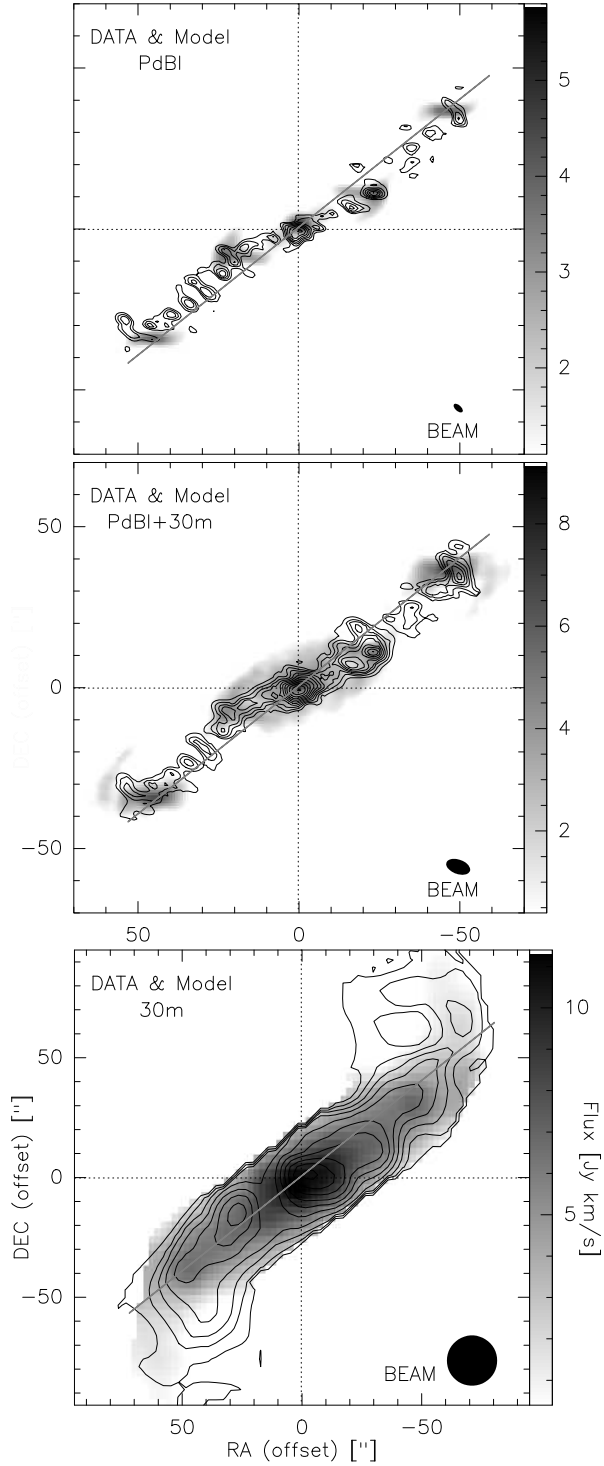 DATA & Model
PdBI
5
4
3
2
BEAM
DATA & Model
PdBI+30m
50
0
-50
DEC (offset) ["]
8
6
4
2
BEAM
50 0 -50
DATA & Model
30m
50
0
-50
DEC (offset) ["]
10
5
Flux [Jy km/s]
BEAM
50 0 -50
RA (offset) ["]